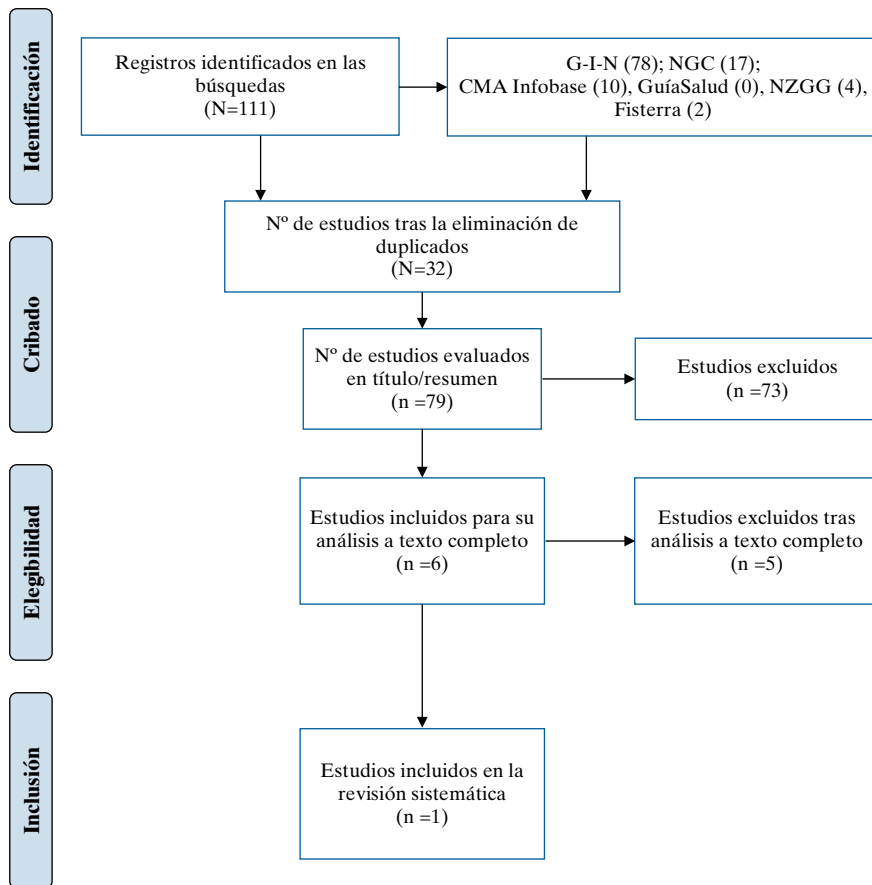 Identificación
Registros identificados en las
búsquedas
(N=111)
G-I-N (78); NGC (17);
CMA Infobase (10), GuíaSalud (0), NZGG (4),
Fisterra (2)
Nº de estudios tras la eliminación de
duplicados
(N=32)
Cribado
Nº de estudios evaluados
en título/resumen
(n =79)
Estudios excluidos
(n =73)
Elegibilidad
Estudios incluidos para su
análisis a texto completo
(n =6)
Estudios excluidos tras
análisis a texto completo
(n =5)
Inclusión
Estudios incluidos en la
revisión sistemática
(n =1)